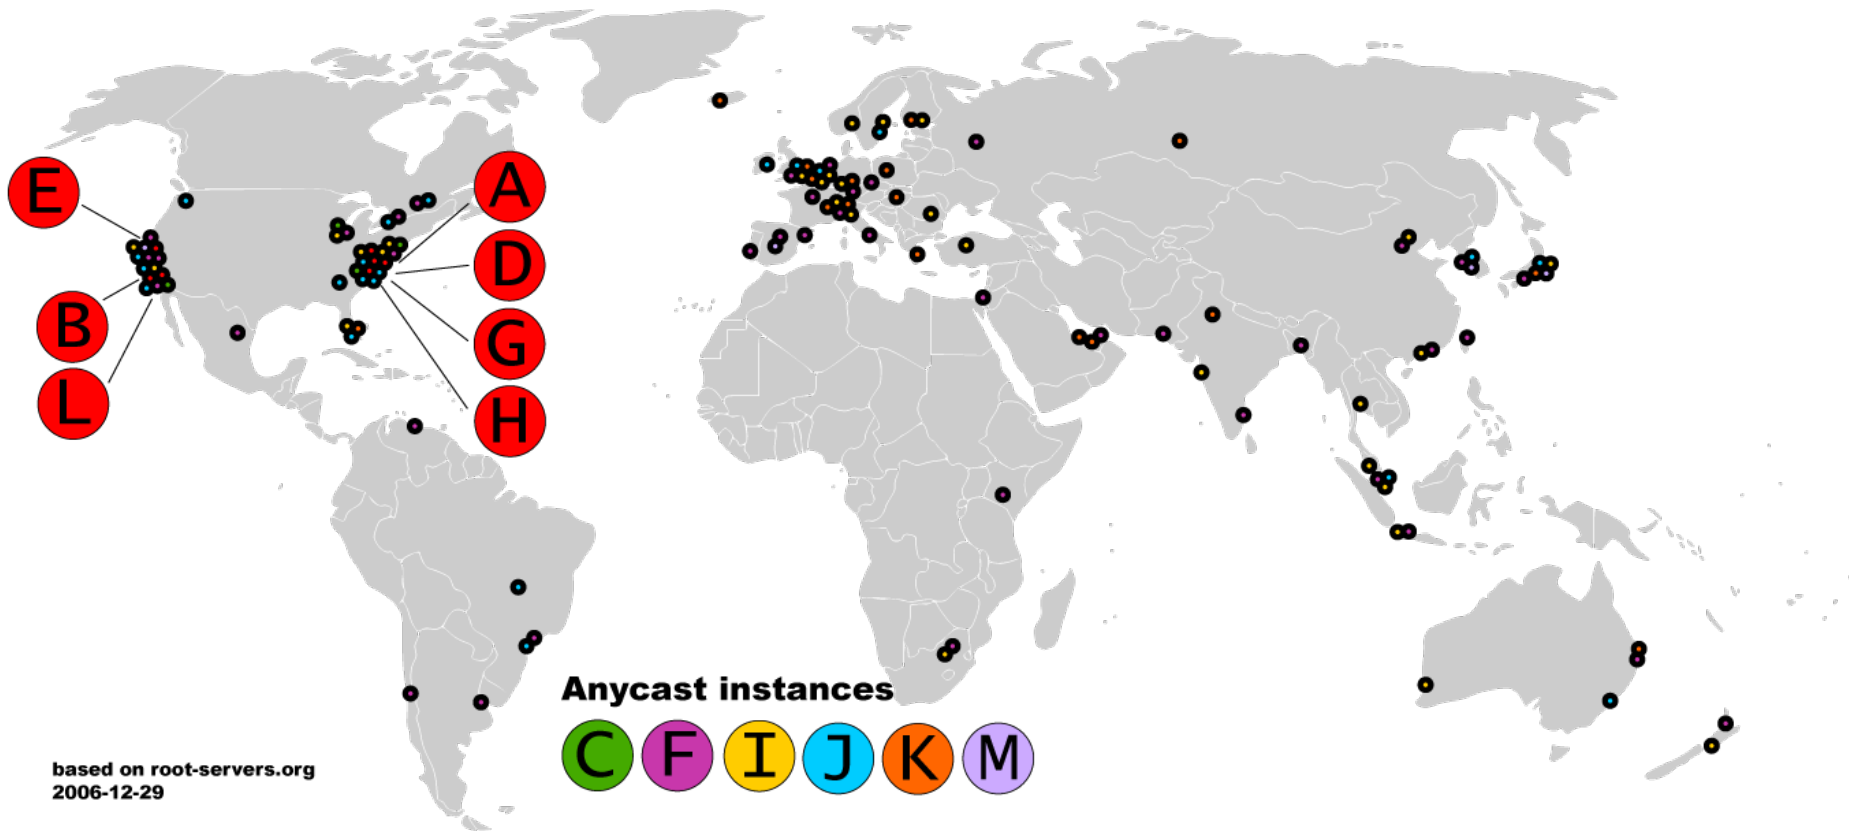 E
A
D
B
G
L
H
Anycast instances
C F I J K M
based on root-servers.org
2006-12-29